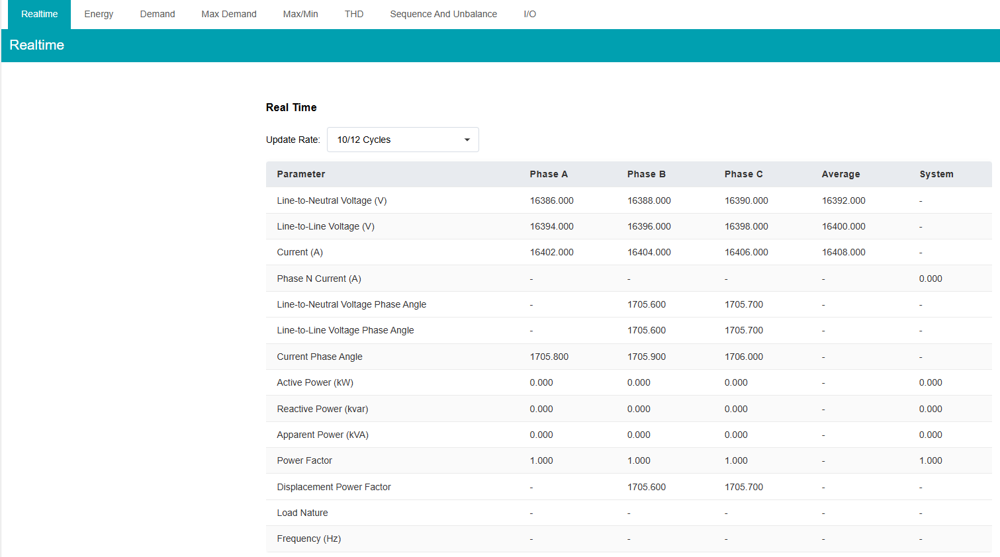 Realtime Energy Demand Max Demand Max/Min THD Sequence And Unbalance I/O
Realtime
Real Time
Update Rate: 10/12 Cycles
Parameter Phase A Phase B Phase C Average System
Line-to-Neutral Voltage (V) 16386.000 16388.000 16390.000 16392.000 -
Line-to-Line Voltage (V) 16394.000 16396.000 16398.000 16400.000 -
Current (A) 16402.000 16404.000 16406.000 16408.000 -
Phase N Current (A) - - - - 0.000
Line-to-Neutral Voltage Phase Angle - 1705.600 1705.700 - -
Line-to-Line Voltage Phase Angle - 1705.600 1705.700 - -
Current Phase Angle 1705.800 1705.900 1706.000 - -
Active Power (kW) 0.000 0.000 0.000 - 0.000
Reactive Power (kvar) 0.000 0.000 0.000 - 0.000
Apparent Power (kVA) 0.000 0.000 0.000 - 0.000
Power Factor 1.000 1.000 1.000 - 1.000
Displacement Power Factor - 1705.600 1705.700 - -
Load Nature - - - - -
Frequency (Hz) - - - - -